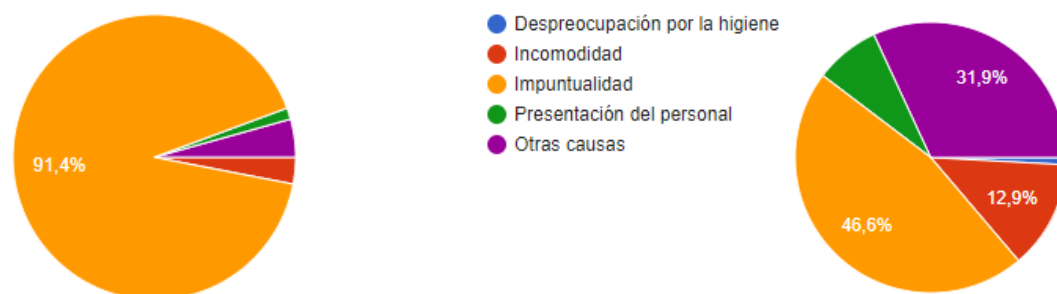 91,4%
Despreocupación por la higiene
Incomodidad
Impuntualidad
Presentación del personal
Otras causas
31,9%
12,9%
46,6%